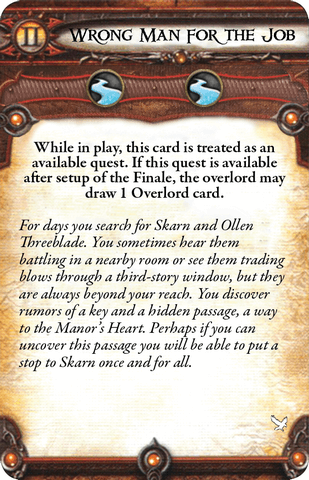 II
Wrong Man for the Job
While in play, this card is treated as an
available quest. If this quest is available
after setup of the Finale, the overlord may
draw 1 Overlord card.
For days you search for Skarn and Ollen
Threeblade. You sometimes hear them
battling in a nearby room or see them trading
blows through a third-story window, but they
are always beyond your reach. You discover
rumors of a key and a hidden passage, a way
to the Manor's Heart. Perhaps if you can
uncover this passage you will be able to put a
stop to Skarn once and for all.